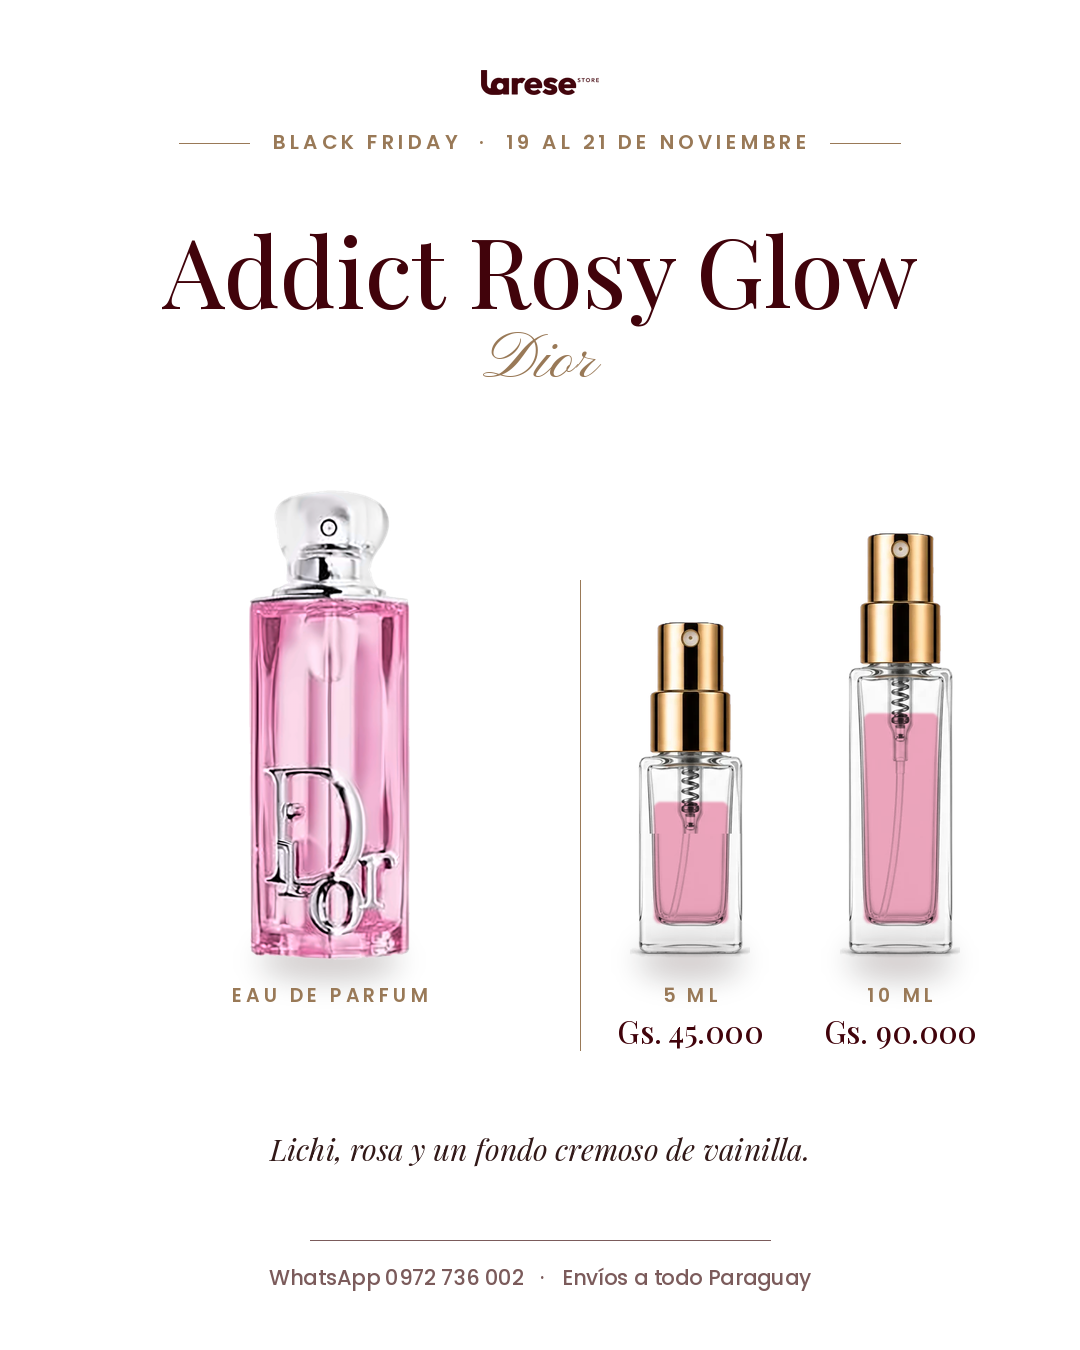 larese STORE
BLACK FRIDAY · 19 AL 21 DE NOVIEMBRE
Addict Rosy Glow
Dior
Dior
EAU DE PARFUM
5 ML
Gs. 45.000
10 ML
Gs. 90.000
Lichi, rosa y un fondo cremoso de vainilla.
WhatsApp 0972 736 002 · Envíos a todo Paraguay